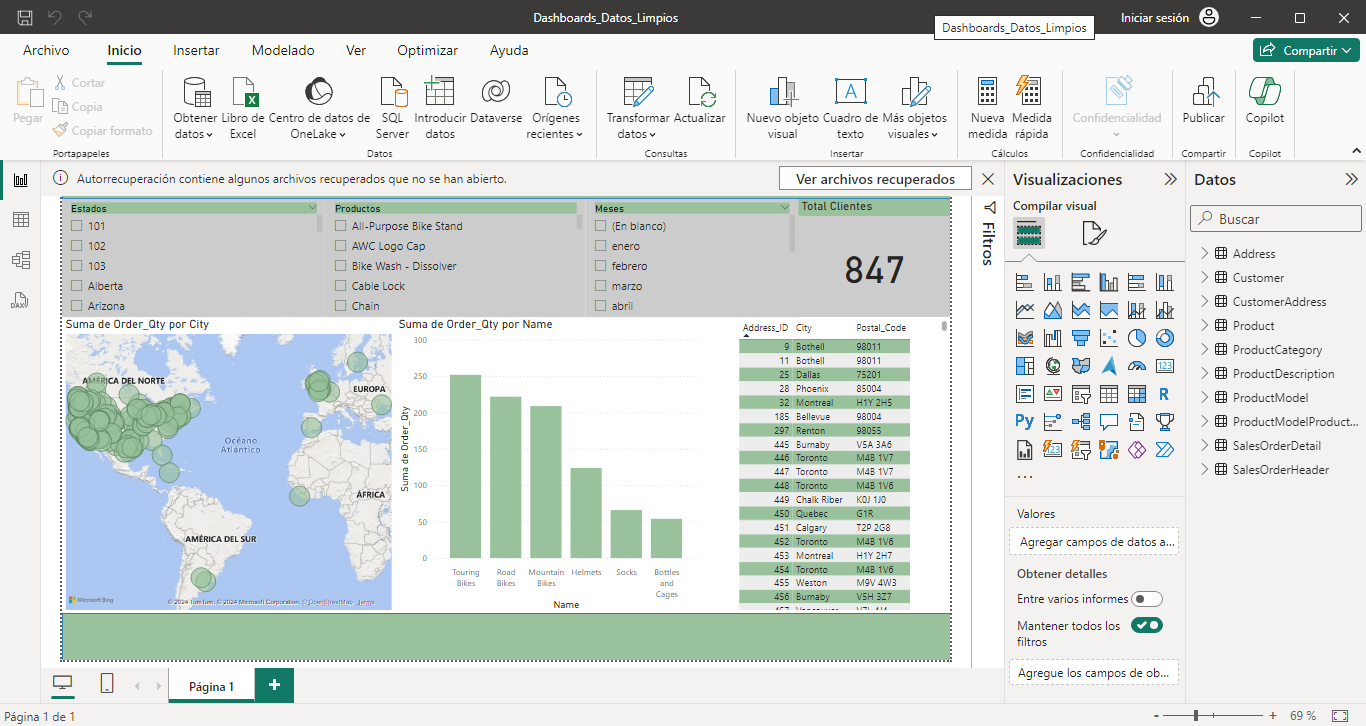 Dashboards_Datos_Limpios
Dashboards_Datos_Limpios
Iniciar sesión
Archivo
Inicio
Insertar
Modelado
Ver
Optimizar
Ayuda
Compartir
Pegar
Cortar
Copia
Copiar formato
Portapapeles
Obtener datos
Libro de Excel
Centro de datos de OneLake
SQL Server
Introducir datos
Dataverse
Orígenes recientes
Datos
Transformar datos
Actualizar
Consultas
Nuevo objeto visual
Cuadro de texto
Más objetos visuales
Insertar
Nueva medida
Medida rápida
Cálculos
Confidencialidad
Confidencialidad
Publicar
Compartir
Copilot
Copilot
Autorrecuperación contiene algunos archivos recuperados que no se han abierto.
Ver archivos recuperados
Estados
101
102
103
Alberta
Arizona
Productos
All-Purpose Bike Stand
AWC Logo Cap
Bike Wash - Dissolver
Cable Lock
Chain
Meses
(En blanco)
enero
febrero
marzo
abril
Total Clientes
847
Suma de Order_Qty por City
AMÉRICA DEL NORTE
EUROPA
Océano
Atlántico
ÁFRICA
AMÉRICA DEL SUR
Microsoft Bing
© 2024 TomTom, © 2024 Microsoft Corporation, © OpenStreetMap Terms
Suma de Order_Qty por Name
Suma de Order_Qty
300
250
200
150
100
50
0
Touring Bikes
Road Bikes
Mountain Bikes
Helmets
Socks
Bottles and Cages
Name
Address_ID City Postal_Code
9 Bothell 98011
11 Bothell 98011
25 Dallas 75201
28 Phoenix 85004
32 Montreal H1Y 2H5
185 Bellevue 98004
297 Renton 98055
445 Burnaby V5A 3A6
446 Toronto M4B 1V7
447 Toronto M4B 1V7
448 Toronto M4B 1V6
449 Chalk Riber K0J 1J0
450 Quebec G1R
451 Calgary T2P 2G8
452 Toronto M4B 1V6
453 Montreal H1Y 2H7
454 Toronto M4B 1V6
455 Weston M9V 4W3
456 Burnaby V5H 3Z7
Filtros
Visualizaciones
Compilar visual
R
Py
123
...
Valores
Agregar campos de datos a...
Obtener detalles
Entre varios informes
Mantener todos los filtros
Agregue los campos de ob...
Datos
Buscar
Address
Customer
CustomerAddress
Product
ProductCategory
ProductDescription
ProductModel
ProductModelProduct...
SalesOrderDetail
SalesOrderHeader
Página 1
+
Página 1 de 1
- + 69 %